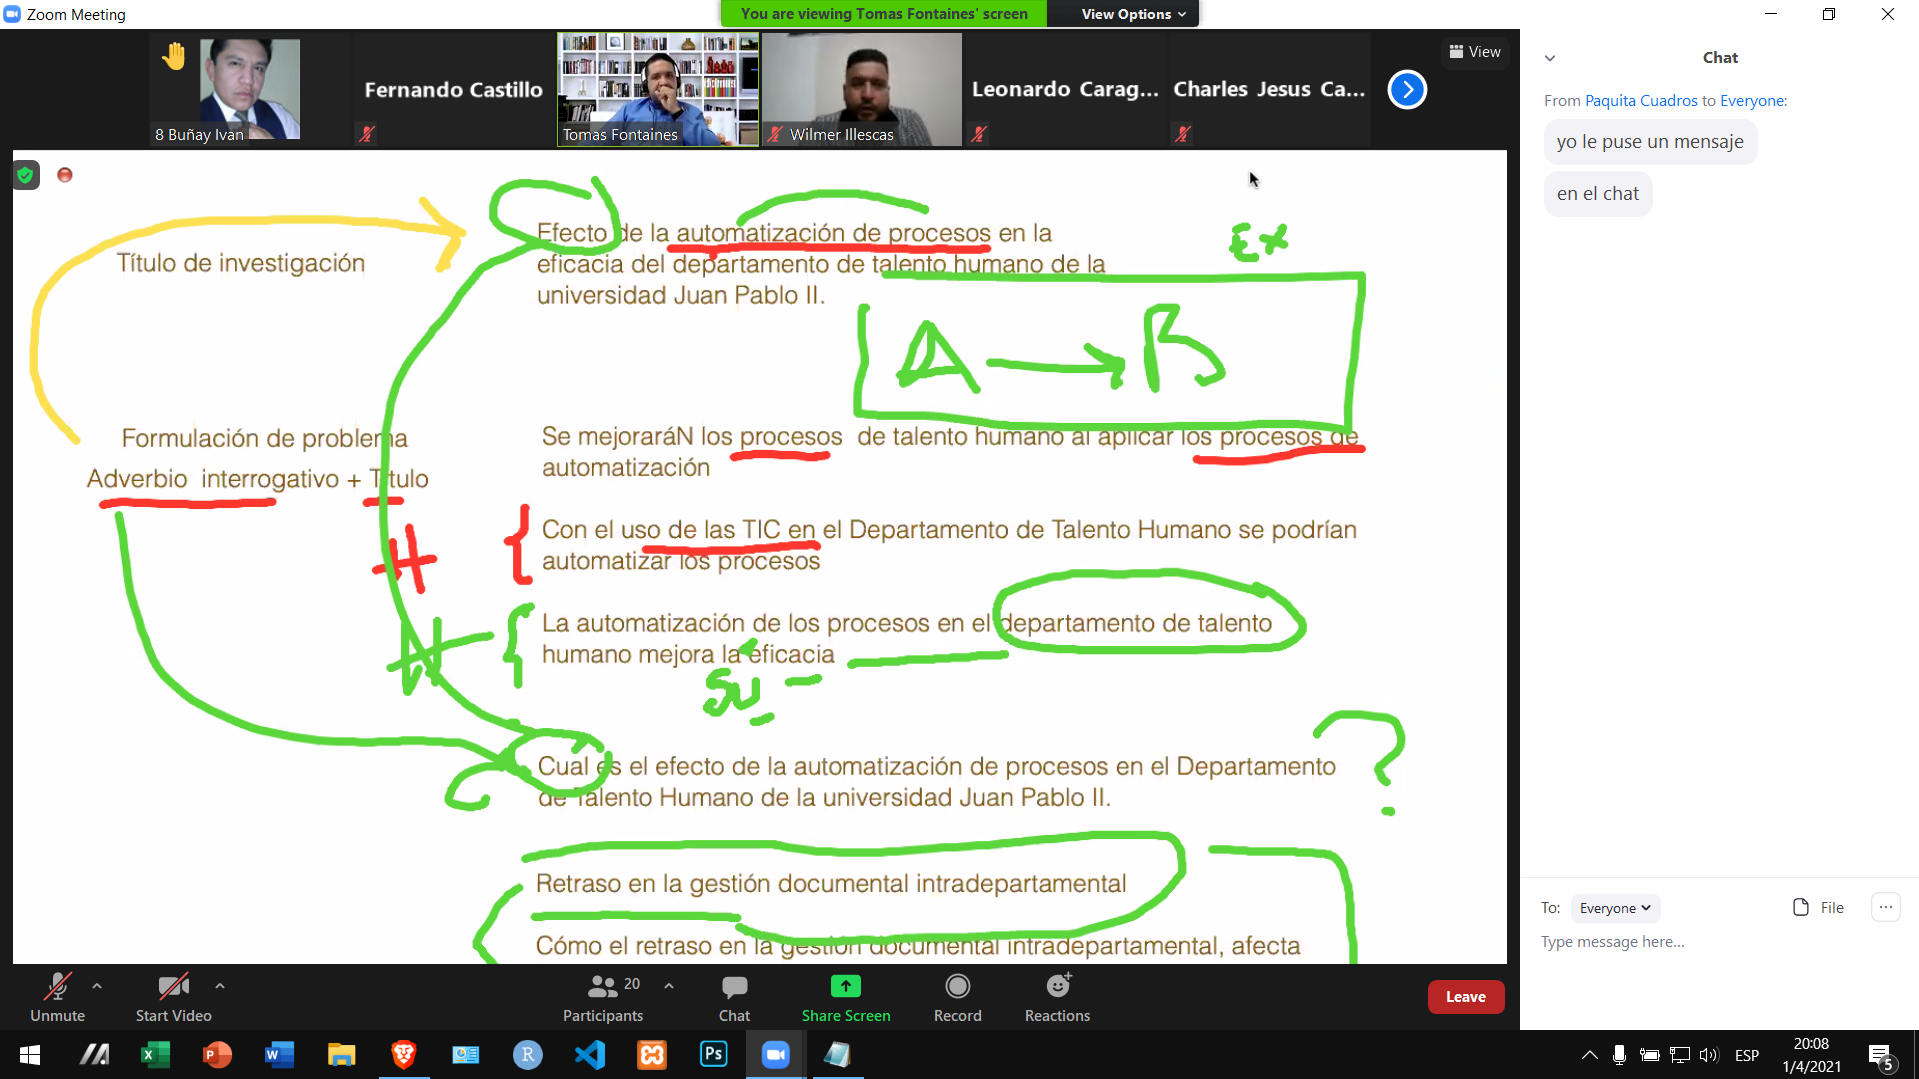 Zoom Meeting
You are viewing Tomas Fontaines' screen
View Options
8 Buñay Ivan
Fernando Castillo
Tomas Fontaines
Wilmer Illescas
Leonardo Carag...
Charles Jesus Ca...
View
Título de investigación
Efecto de la automatización de procesos en la
eficacia del departamento de talento humano de la
universidad Juan Pablo II.
Ex
A B
Formulación de problema
Adverbio interrogativo + Título
Se mejoraráN los procesos de talento humano al aplicar los procesos de
automatización
H
Con el uso de las TIC en el Departamento de Talento Humano se podrían
automatizar los procesos
La automatización de los procesos en el departamento de talento
humano mejora la eficacia
su
Cual es el efecto de la automatización de procesos en el Departamento
de Talento Humano de la universidad Juan Pablo II.
?
Retraso en la gestión documental intradepartamental
Cómo el retraso en la gestión documental intradepartamental, afecta
Chat
From Paquita Cuadros to Everyone:
yo le puse un mensaje
en el chat
To: Everyone
File
Type message here...
Unmute
Start Video
Participants
20
Chat
Share Screen
Record
Reactions
Leave
ESP
20:08
1/4/2021
5
Ps